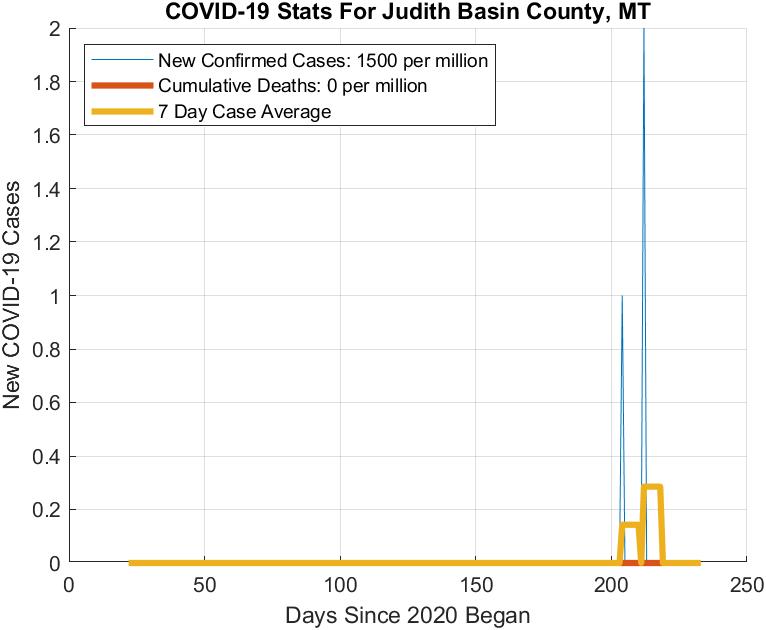 COVID-19 Stats For Judith Basin County, MT
New Confirmed Cases: 1500 per million
Cumulative Deaths: 0 per million
7 Day Case Average
New COVID-19 Cases
2
1.8
1.6
1.4
1.2
1
0.8
0.6
0.4
0.2
0
0 50 100 150 200 250
Days Since 2020 Began